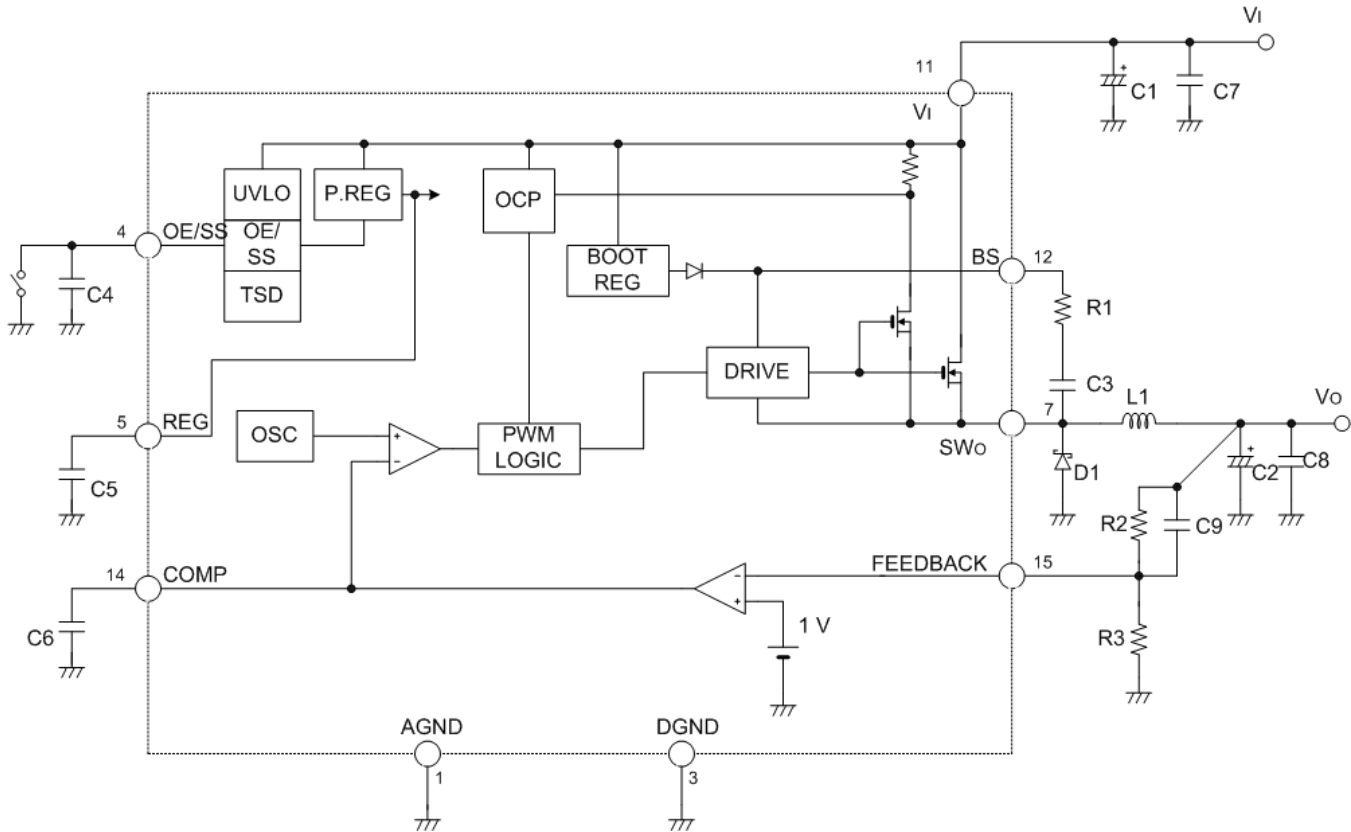 VI
11
VI
C1
C7
UVLO
P.REG
OCP
4
OE/SS
OE/
SS
TSD
C4
BOOT
REG
BS
12
R1
C3
DRIVE
5
REG
OSC
+
-
PWM
LOGIC
SWO
7
L1
VO
D1
+
C2
C8
R2
C9
C5
14
COMP
FEEDBACK
15
-
+
1 V
C6
R3
AGND
1
DGND
3
+